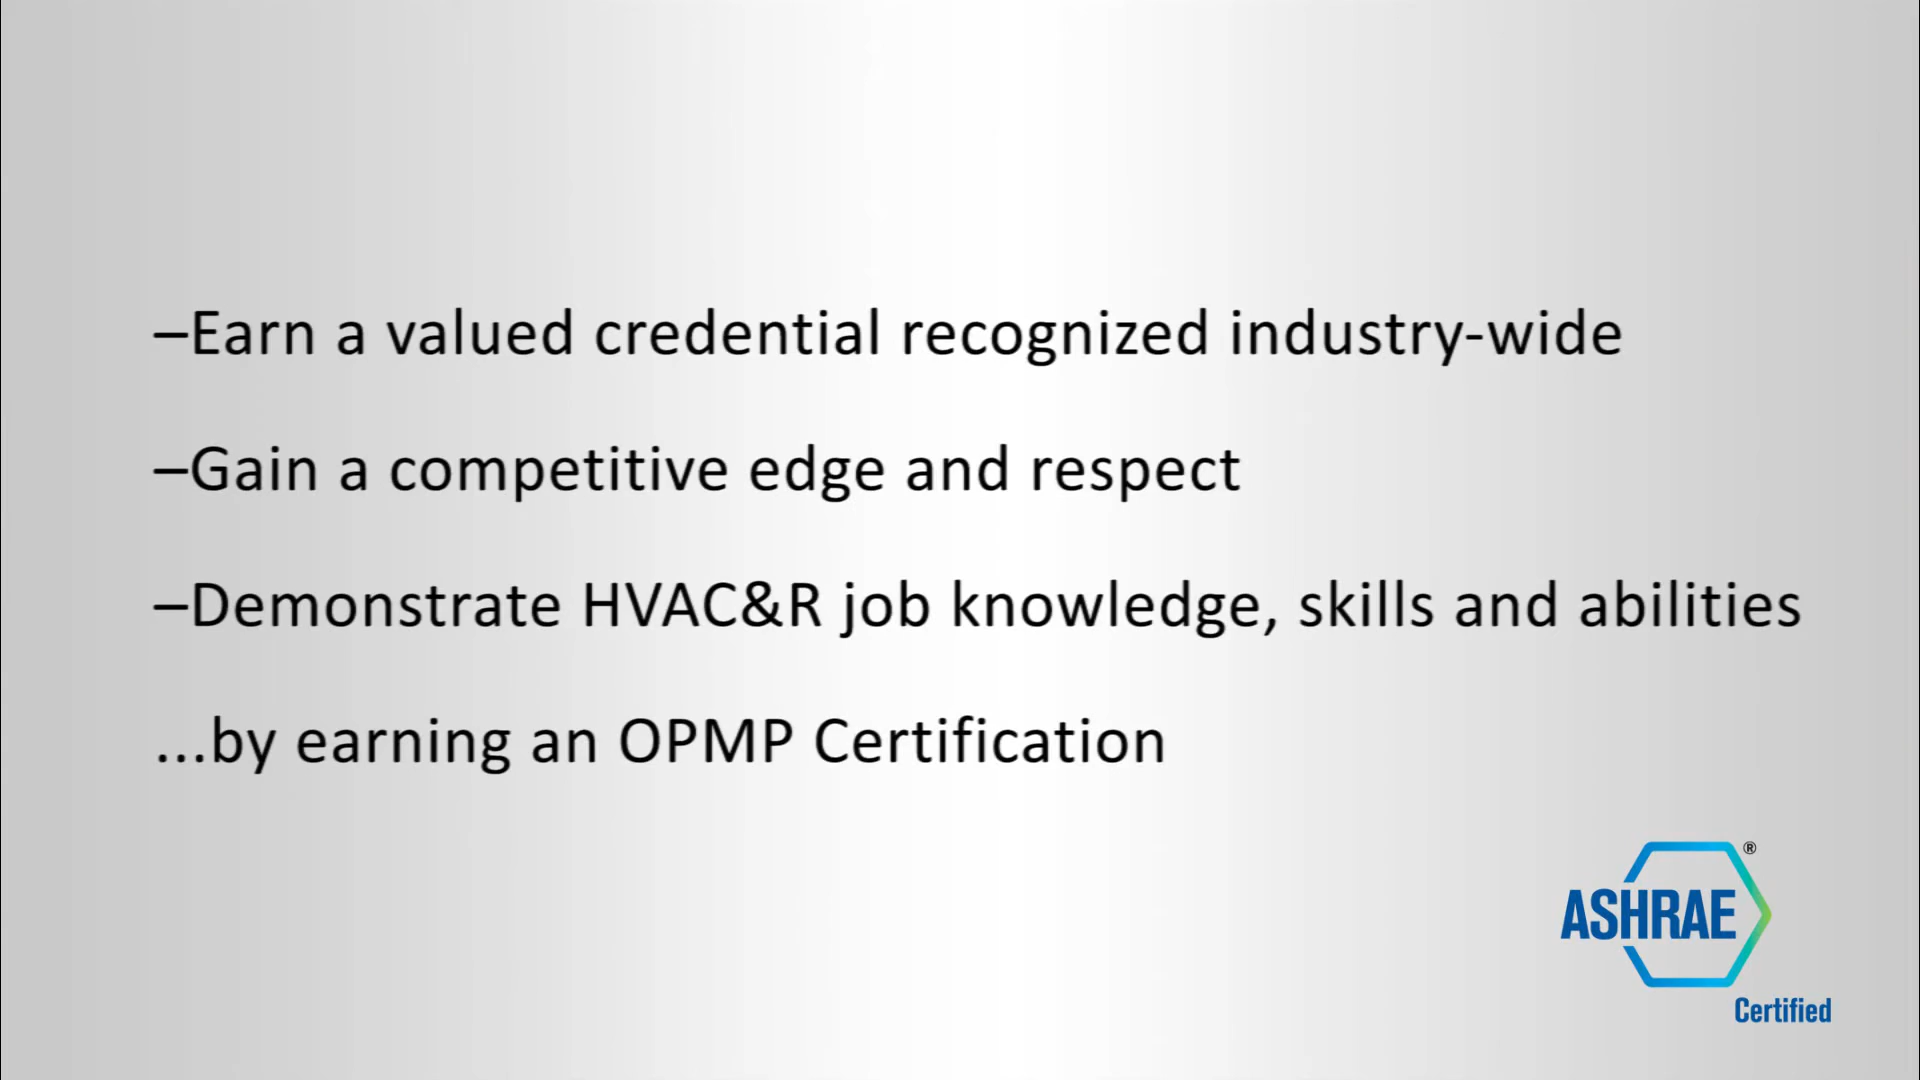 –Earn a valued credential recognized industry-wide
–Gain a competitive edge and respect
–Demonstrate HVAC&R job knowledge, skills and abilities
...by earning an OPMP Certification
ASHRAE®
Certified